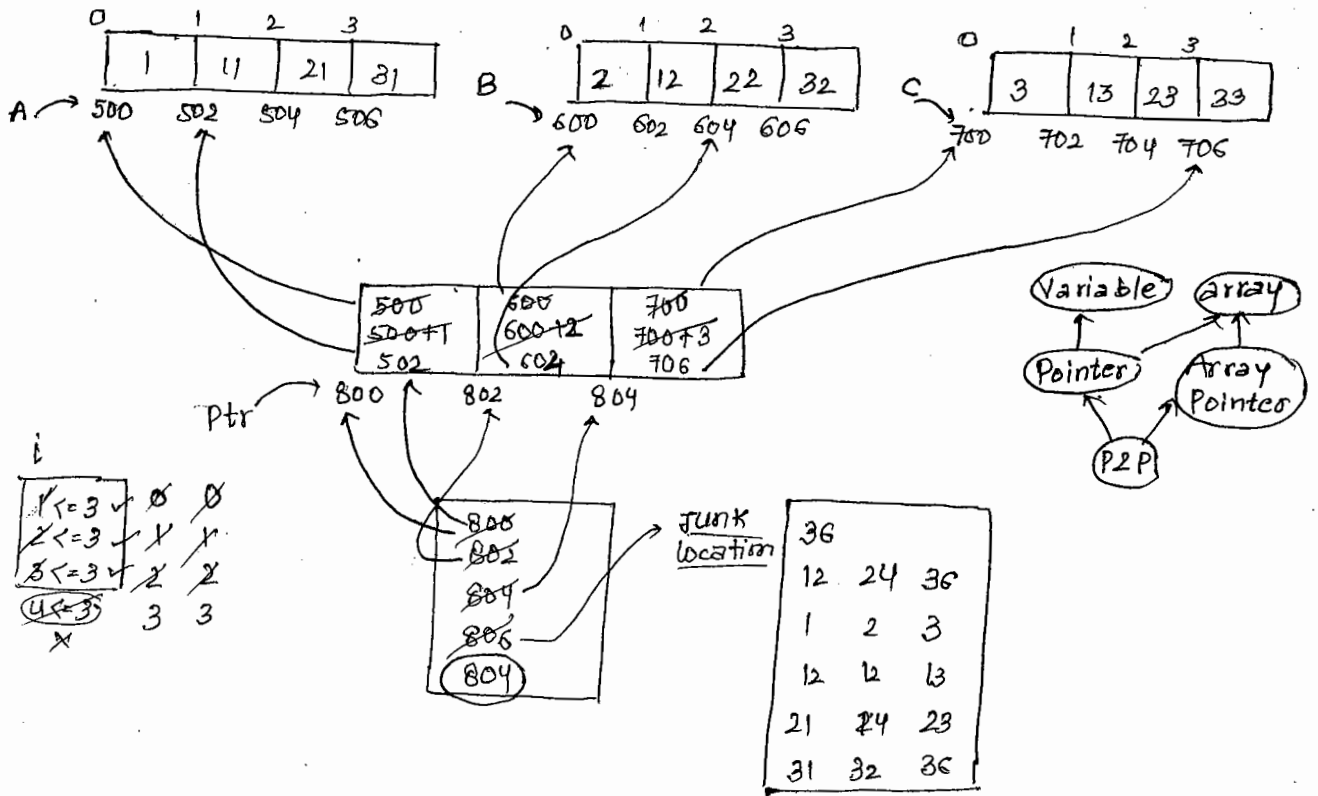 0 1 2 3
1 11 21 31
A 500 502 504 506
0 1 2 3
2 12 22 32
B 600 602 604 606
0 1 2 3
3 13 23 33
C 700 702 704 706
500 600 700
500+1 600+2 700+3
502 604 706
Ptr 800 802 804
Variable array
Pointer Array
Pointer
P2P
i
1<=3 ✓ 0 0
2<=3 ✓ 1 1
3<=3 ✓ 2 2
4<=3 3 3
x
800
802
804
806
804
Junk
location
36
12 24 36
1 2 3
12 12 13
21 24 23
31 32 36